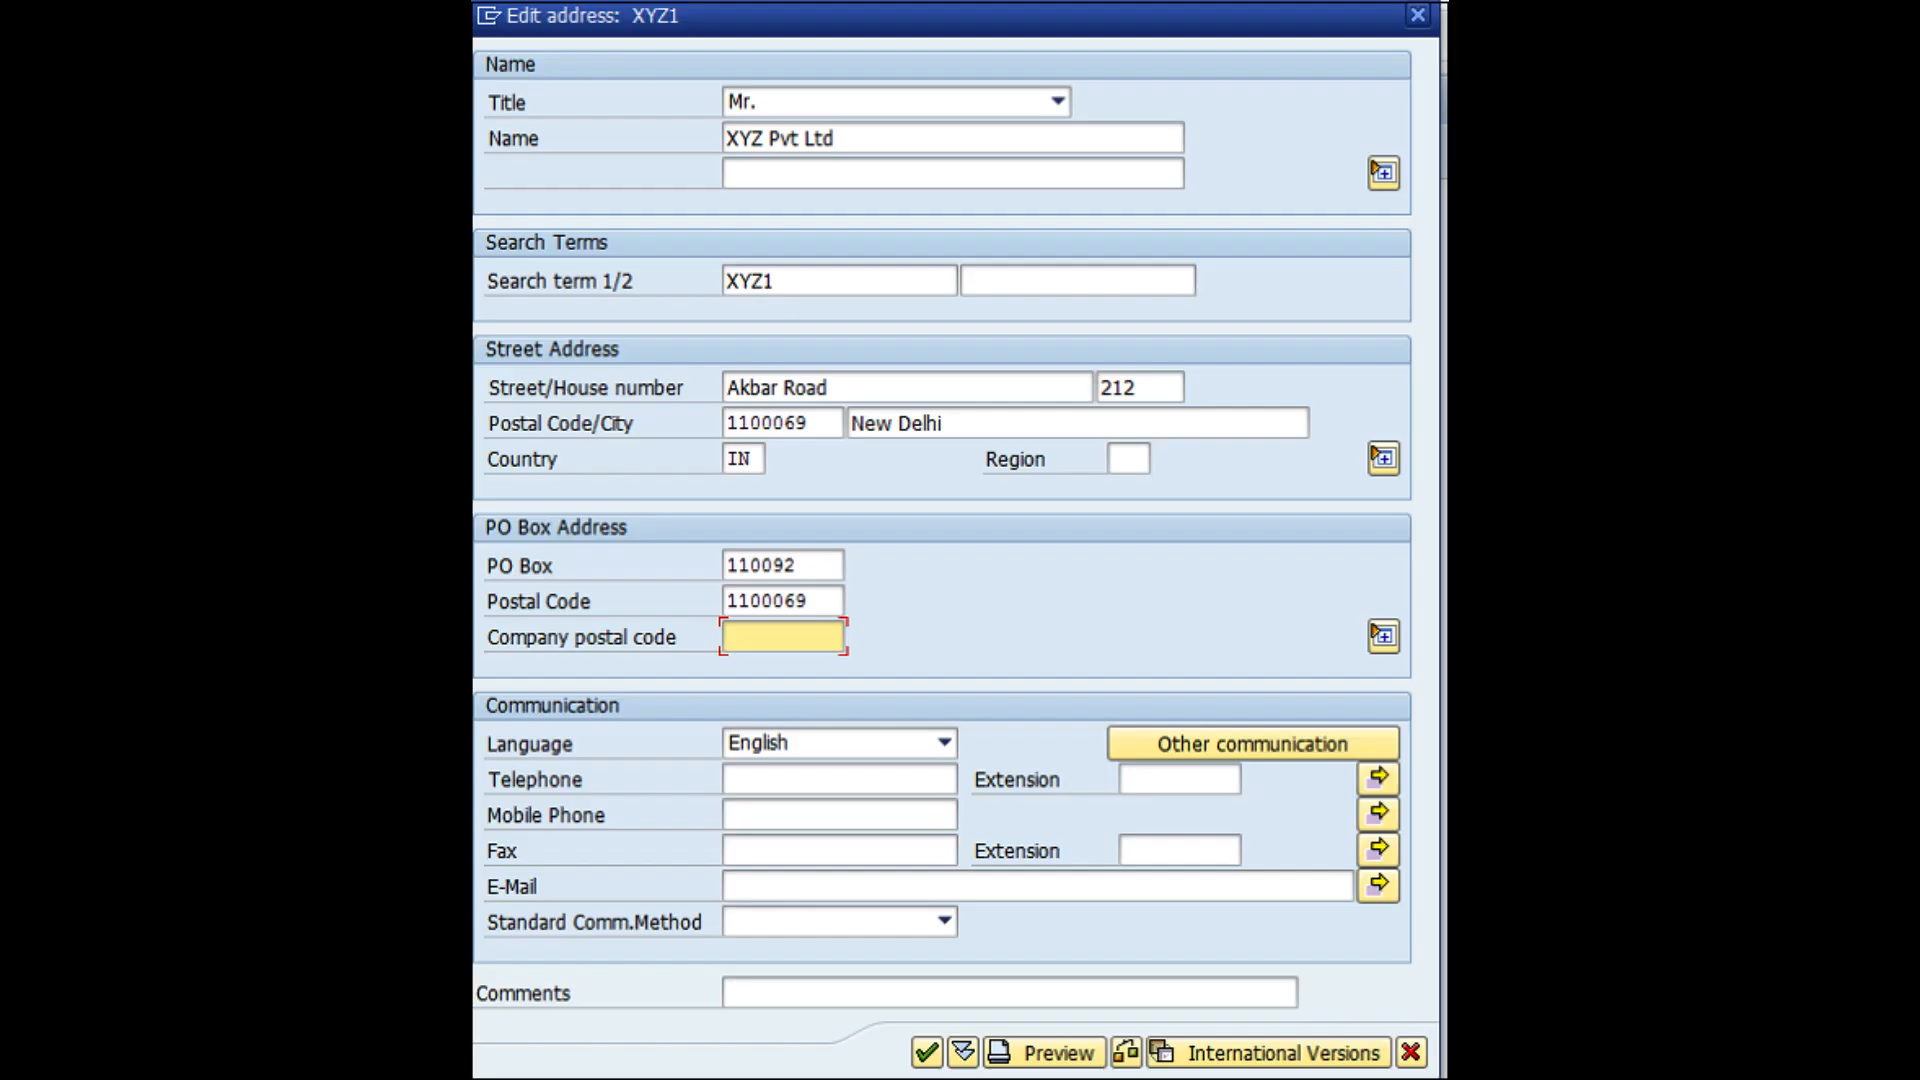 Edit address: XYZ1
Name
Title Mr.
Name XYZ Pvt Ltd
Search Terms
Search term 1/2 XYZ1
Street Address
Street/House number Akbar Road 212
Postal Code/City 1100069 New Delhi
Country IN Region
PO Box Address
PO Box 110092
Postal Code 1100069
Company postal code
Communication
Language English Other communication
Telephone Extension
Mobile Phone
Fax Extension
E-Mail
Standard Comm.Method
Comments
Preview International Versions